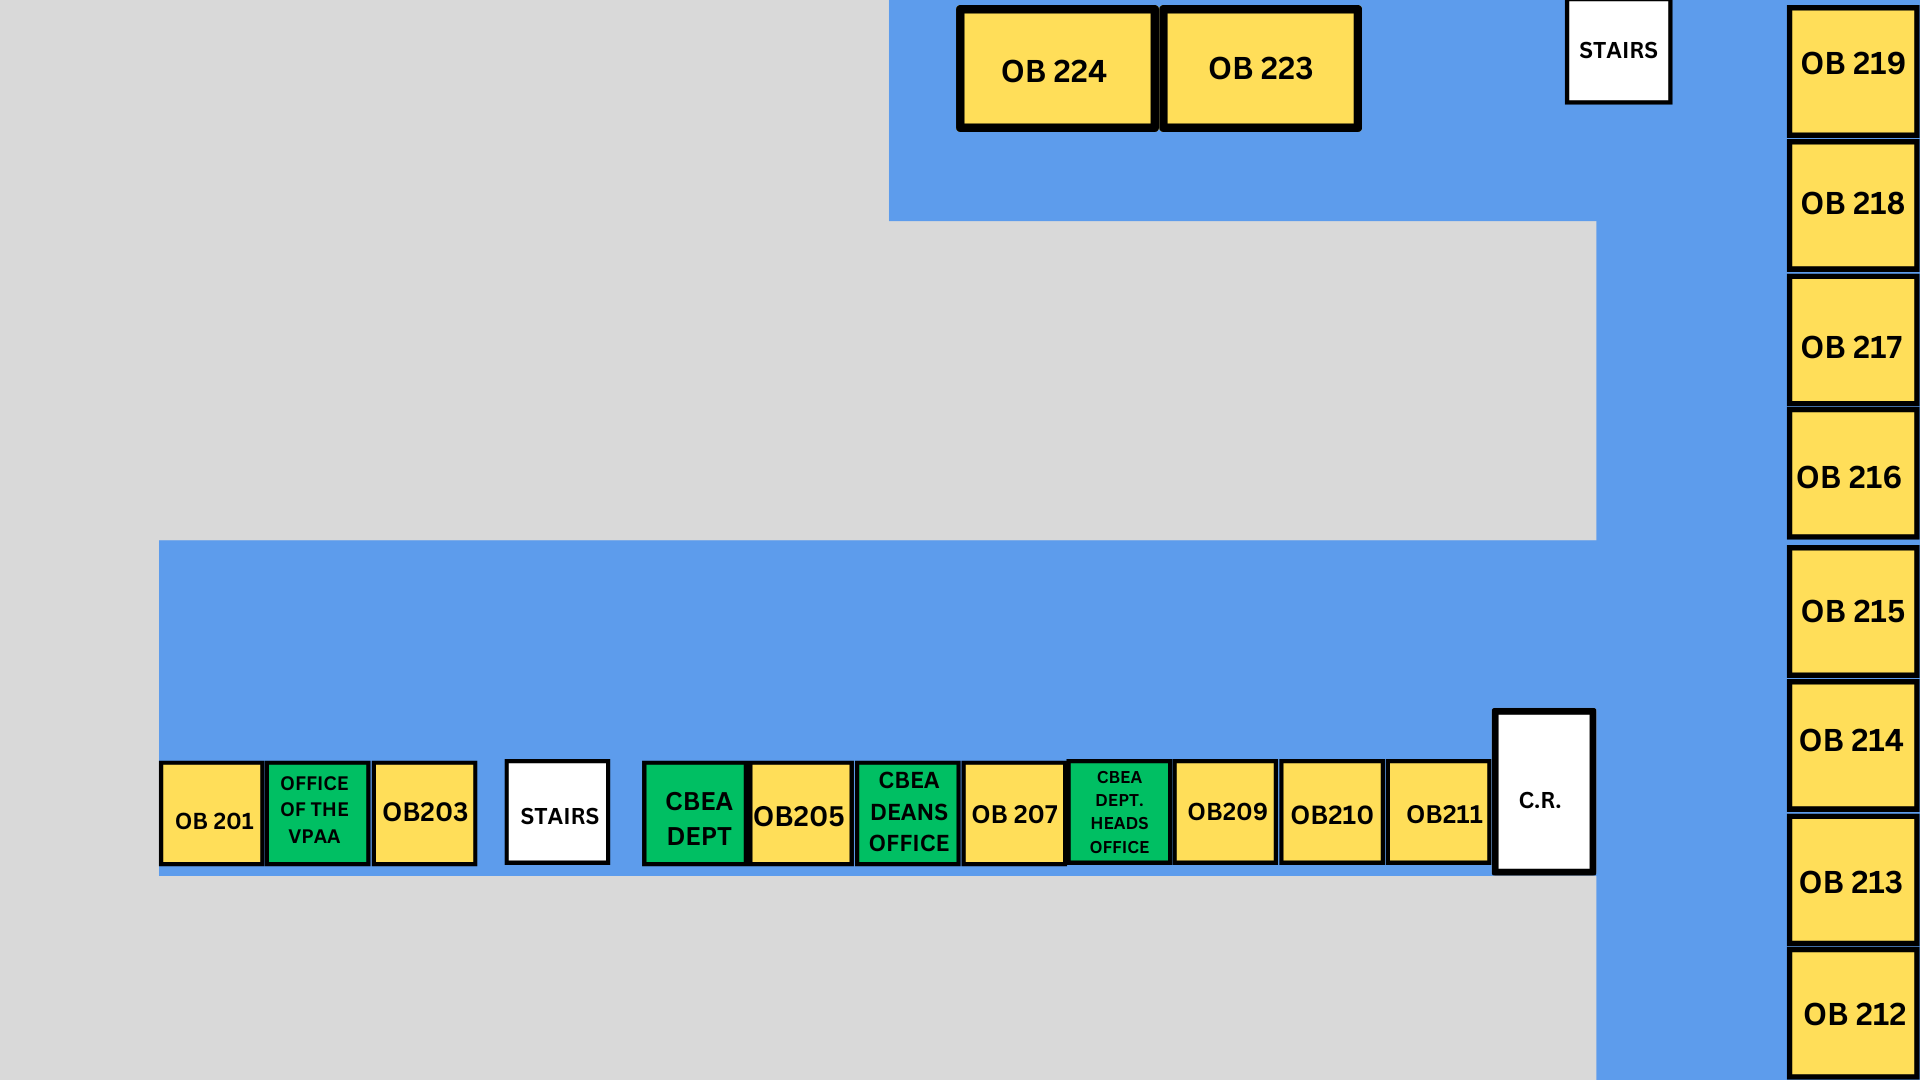 OB 224
OB 223
STAIRS
OB 219
OB 218
OB 217
OB 216
OB 215
OB 214
OB 213
OB 212
OB 201
OFFICE
OF THE
VPAA
OB203
STAIRS
CBEA
DEPT
OB205
CBEA
DEANS
OFFICE
OB 207
CBEA
DEPT.
HEADS
OFFICE
OB209
OB210
OB211
C.R.